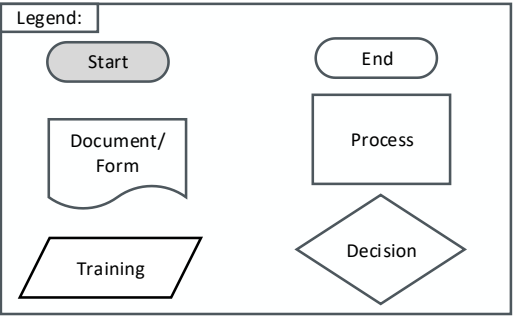 Legend:
Start
End
Document/
Form
Process
Training
Decision